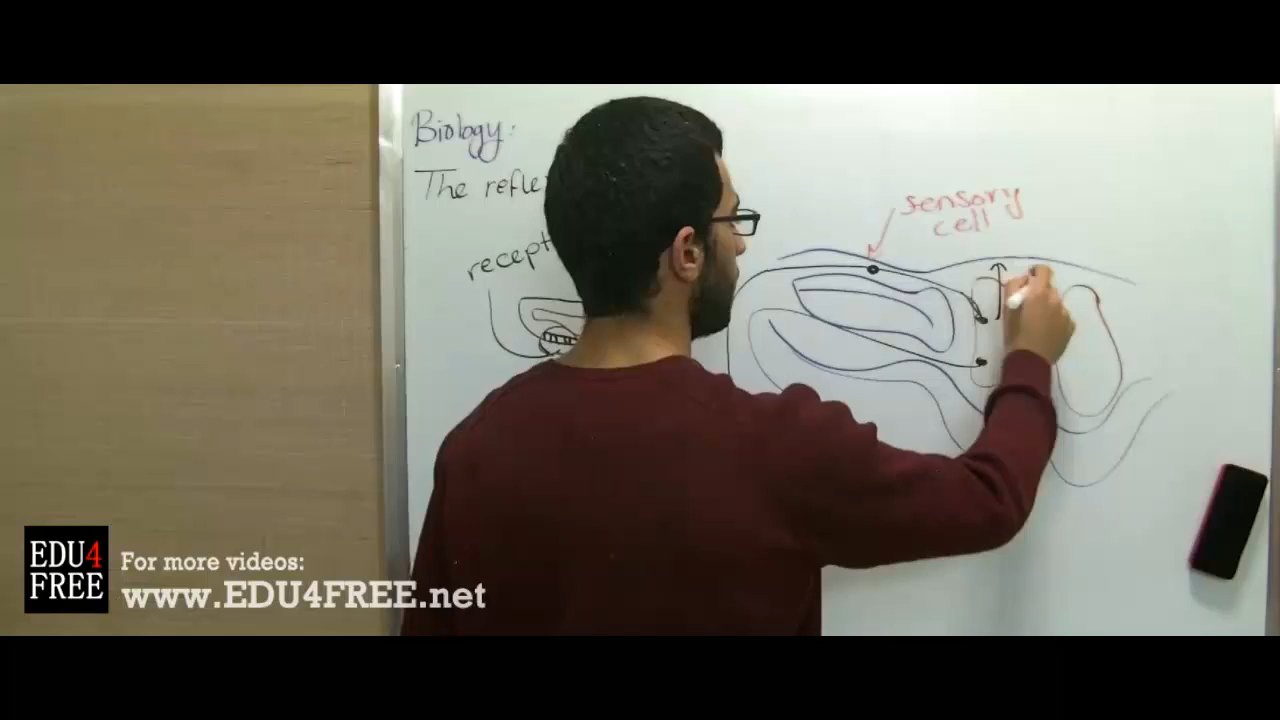 Biology:
The refle
recept
sensory
cell
EDU4
FREE
For more videos:
www.EDU4FREE.net